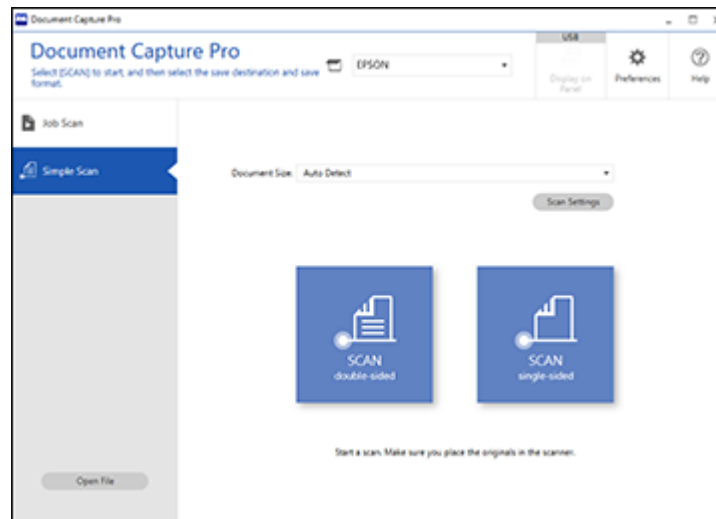 Document Capture Pro
Document Capture Pro
Select [SCAN] to start, and then select the save destination and save
format.
EPSON
USB
Display on
Panel
Preferences
Help
Job Scan
Simple Scan
Document Size:
Auto Detect
Scan Settings
SCAN
double-sided
SCAN
single-sided
Start a scan. Make sure you place the originals in the scanner.
Open File